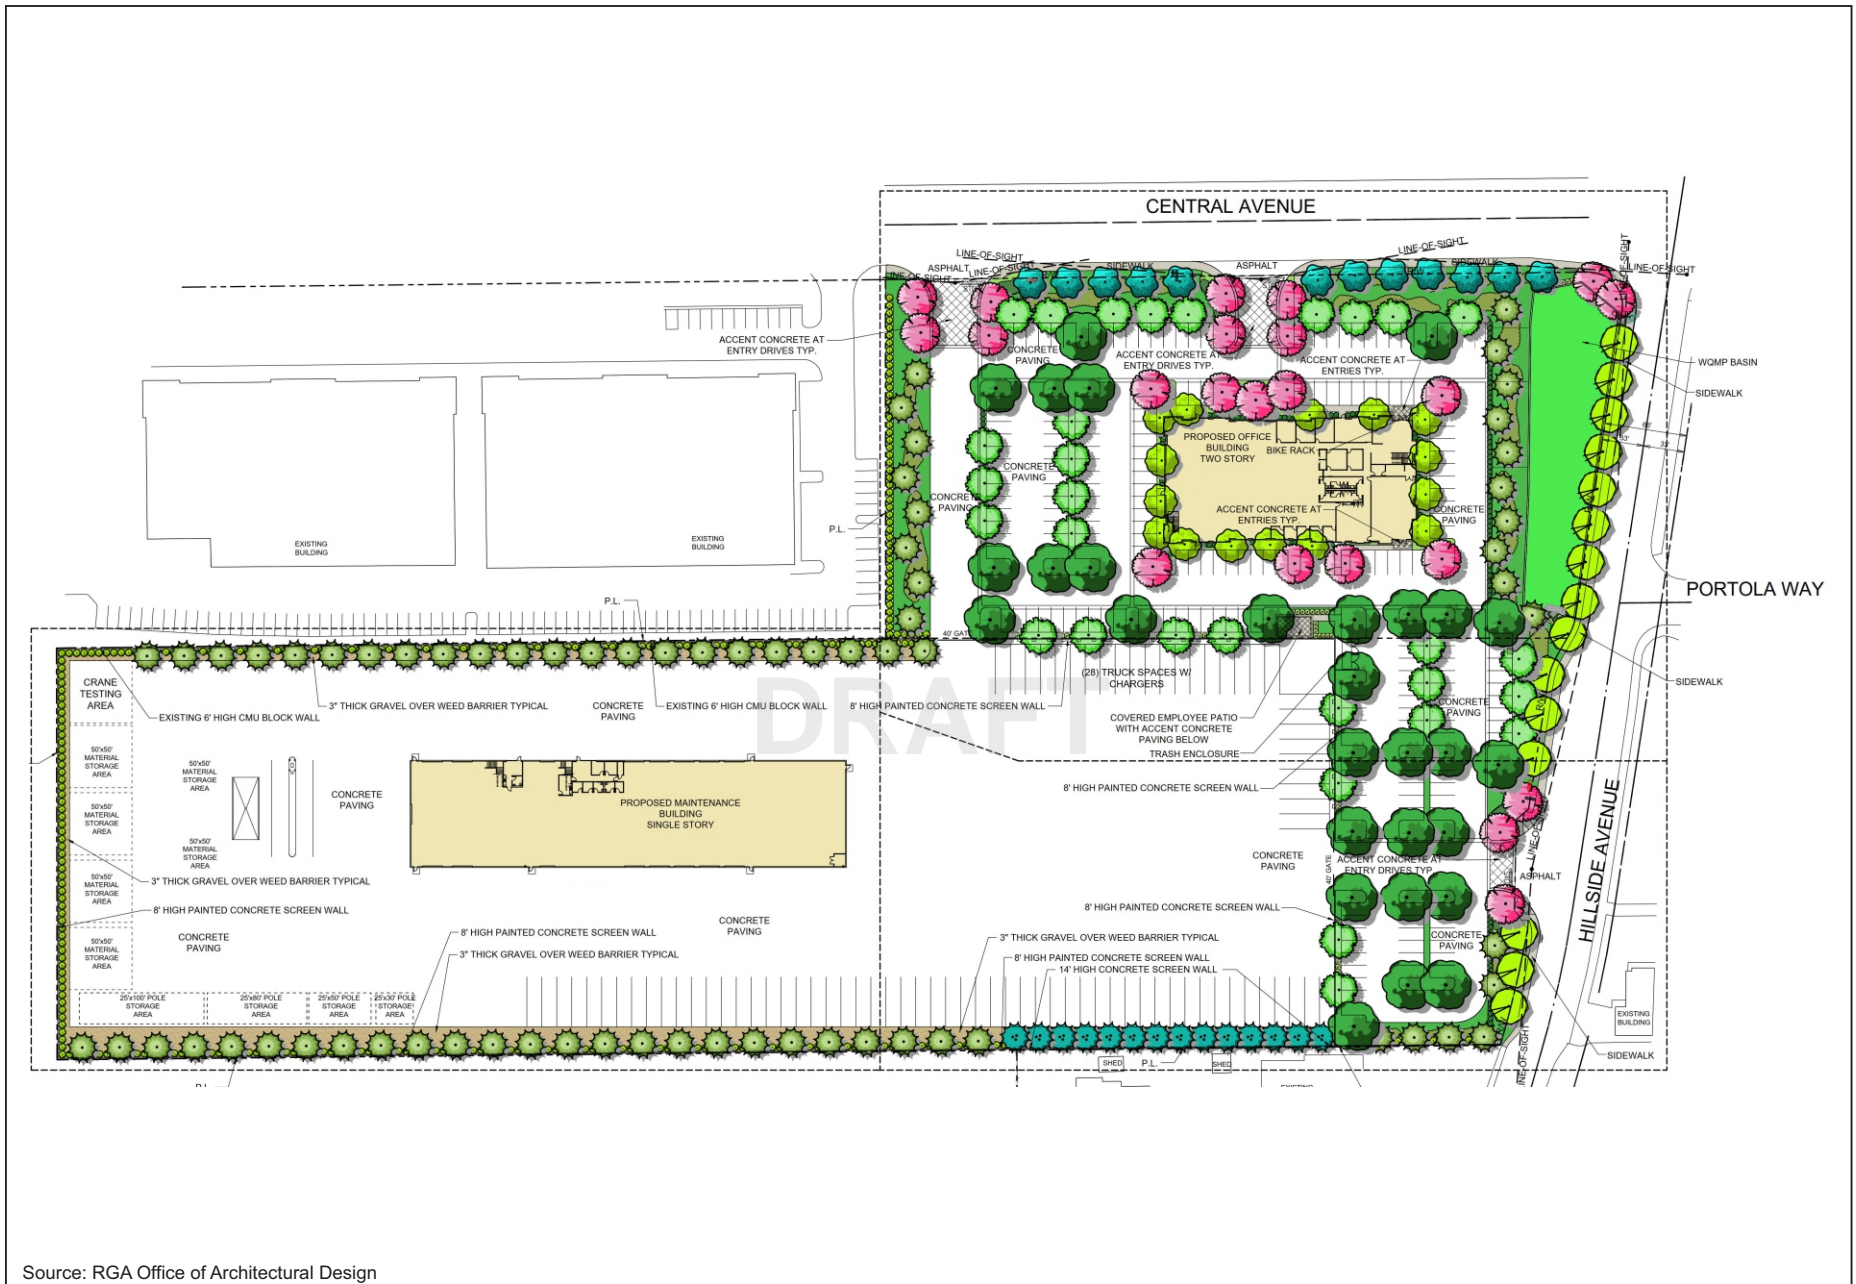 CENTRAL AVENUE
LINE-OF-SIGHT
LINE-OF-SIGHT
LINE-OF-SIGHT
LINE-OF-SIGHT
LINE-OF-SIGHT
LINE-OF-SIGHT
ASPHALT
SIDEWALK
ASPHALT
SIDEWALK
ACCENT CONCRETE AT
ENTRY DRIVES TYP.
CONCRETE
PAVING
ACCENT CONCRETE AT
ENTRY DRIVES TYP.
ACCENT CONCRETE AT
ENTRIES TYP.
WQMP BASIN
SIDEWALK
PROPOSED OFFICE
BUILDING
TWO STORY
BIKE RACK
CONCRETE
PAVING
CONCRETE
PAVING
ACCENT CONCRETE AT
ENTRIES TYP.
CONCRETE
PAVING
P.L.
EXISTING
BUILDING
EXISTING
BUILDING
PORTOLA WAY
P.L.
40' GATE
CRANE
TESTING
AREA
EXISTING 6' HIGH CMU BLOCK WALL
3" THICK GRAVEL OVER WEED BARRIER TYPICAL
CONCRETE
PAVING
EXISTING 6' HIGH CMU BLOCK WALL
8' HIGH PAINTED CONCRETE SCREEN WALL
(28) TRUCK SPACES W/
CHARGERS
DRAFT
COVERED EMPLOYEE PATIO
WITH ACCENT CONCRETE
PAVING BELOW
TRASH ENCLOSURE
CONCRETE
PAVING
SIDEWALK
8' HIGH PAINTED CONCRETE SCREEN WALL
50'x50'
MATERIAL
STORAGE
AREA
50'x50'
MATERIAL
STORAGE
AREA
50'x50'
MATERIAL
STORAGE
AREA
50'x50'
MATERIAL
STORAGE
AREA
50'x50'
MATERIAL
STORAGE
AREA
50'x50'
MATERIAL
STORAGE
AREA
CONCRETE
PAVING
PROPOSED MAINTENANCE
BUILDING
SINGLE STORY
HILLSIDE AVENUE
3" THICK GRAVEL OVER WEED BARRIER TYPICAL
8' HIGH PAINTED CONCRETE SCREEN WALL
CONCRETE
PAVING
CONCRETE
PAVING
8' HIGH PAINTED CONCRETE SCREEN WALL
3" THICK GRAVEL OVER WEED BARRIER TYPICAL
CONCRETE
PAVING
40' GATE
ACCENT CONCRETE AT
ENTRY DRIVES TYP.
ASPHALT
8' HIGH PAINTED CONCRETE SCREEN WALL
CONCRETE
PAVING
3" THICK GRAVEL OVER WEED BARRIER TYPICAL
8' HIGH PAINTED CONCRETE SCREEN WALL
14' HIGH CONCRETE SCREEN WALL
25'x100' POLE
STORAGE
AREA
25'x80' POLE
STORAGE
AREA
25'x50' POLE
STORAGE
AREA
25'x30' POLE
STORAGE
AREA
EXISTING
BUILDING
SIDEWALK
SHED
P.L.
SHED
Source: RGA Office of Architectural Design